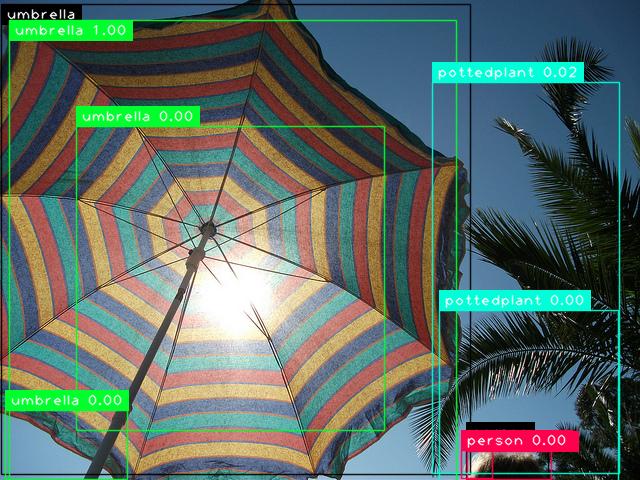 umbrella
umbrella 1.00
pottedplant 0.02
umbrella 0.00
pottedplant 0.00
umbrella 0.00
person 0.00